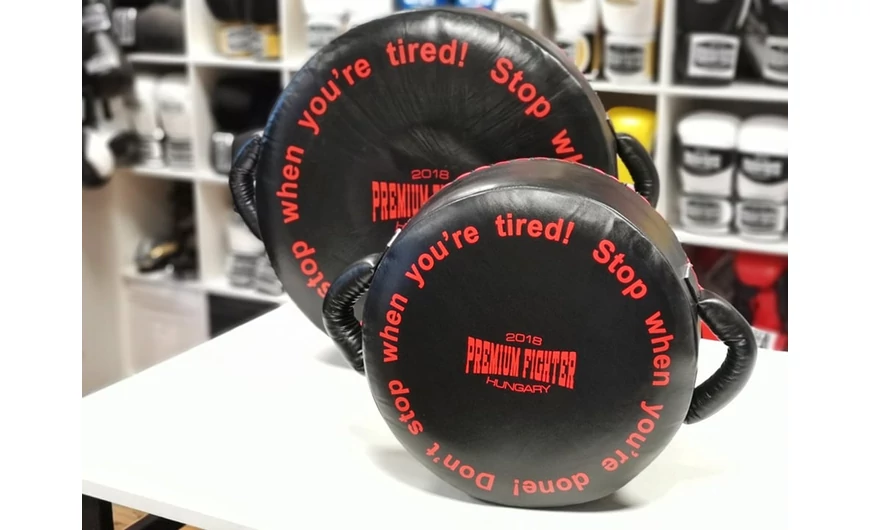 stop when you're tired! Stop
2018
PREMIUM
Don't stop when you're tired! Stop when you're done!
2018
PREMIUM FIGHTER
HUNGARY